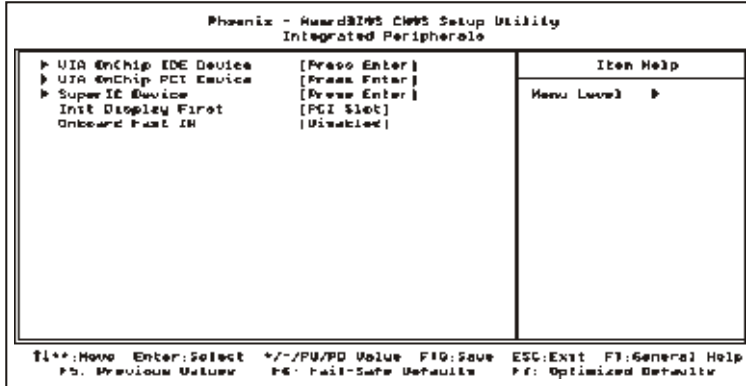 Phoenix - AwardBIOS CMOS Setup Utility
Integrated Peripherals
▶ VIA OnChip IDE Device [Press Enter]
▶ VIA OnChip PCI Device [Press Enter]
▶ SuperIO Device [Press Enter]
Init Display First [PCI Slot]
Onboard Fast IR [Disabled]
Item Help
Menu Level ▶
↑↓→←:Move Enter:Select +/-/PU/PD Value F10:Save ESC:Exit F1:General Help
F5: Previous Values F6: Fail-Safe Defaults F7: Optimized Defaults